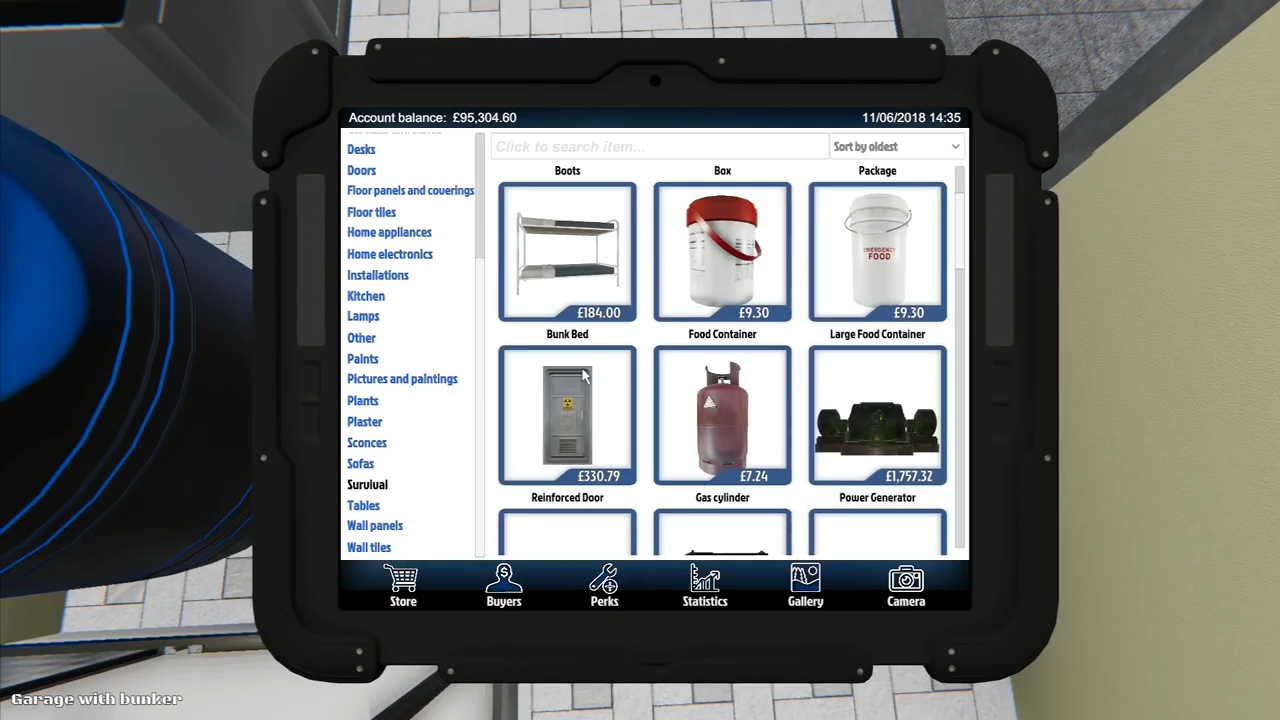 Account balance: £95,304.60
11/06/2018 14:35
Click to search item...
Sort by oldest
Desks
Doors
Floor panels and coverings
Floor tiles
Home appliances
Home electronics
Installations
Kitchen
Lamps
Other
Paints
Pictures and paintings
Plants
Plaster
Sconces
Sofas
Survival
Tables
Wall panels
Wall tiles
Boots
Box
Package
EMERGENCY
FOOD
£184.00
£9.30
£9.30
Bunk Bed
Food Container
Large Food Container
£330.79
£7.24
£1,757.32
Reinforced Door
Gas cylinder
Power Generator
Store
Buyers
Perks
Statistics
Gallery
Camera
Garage with bunker